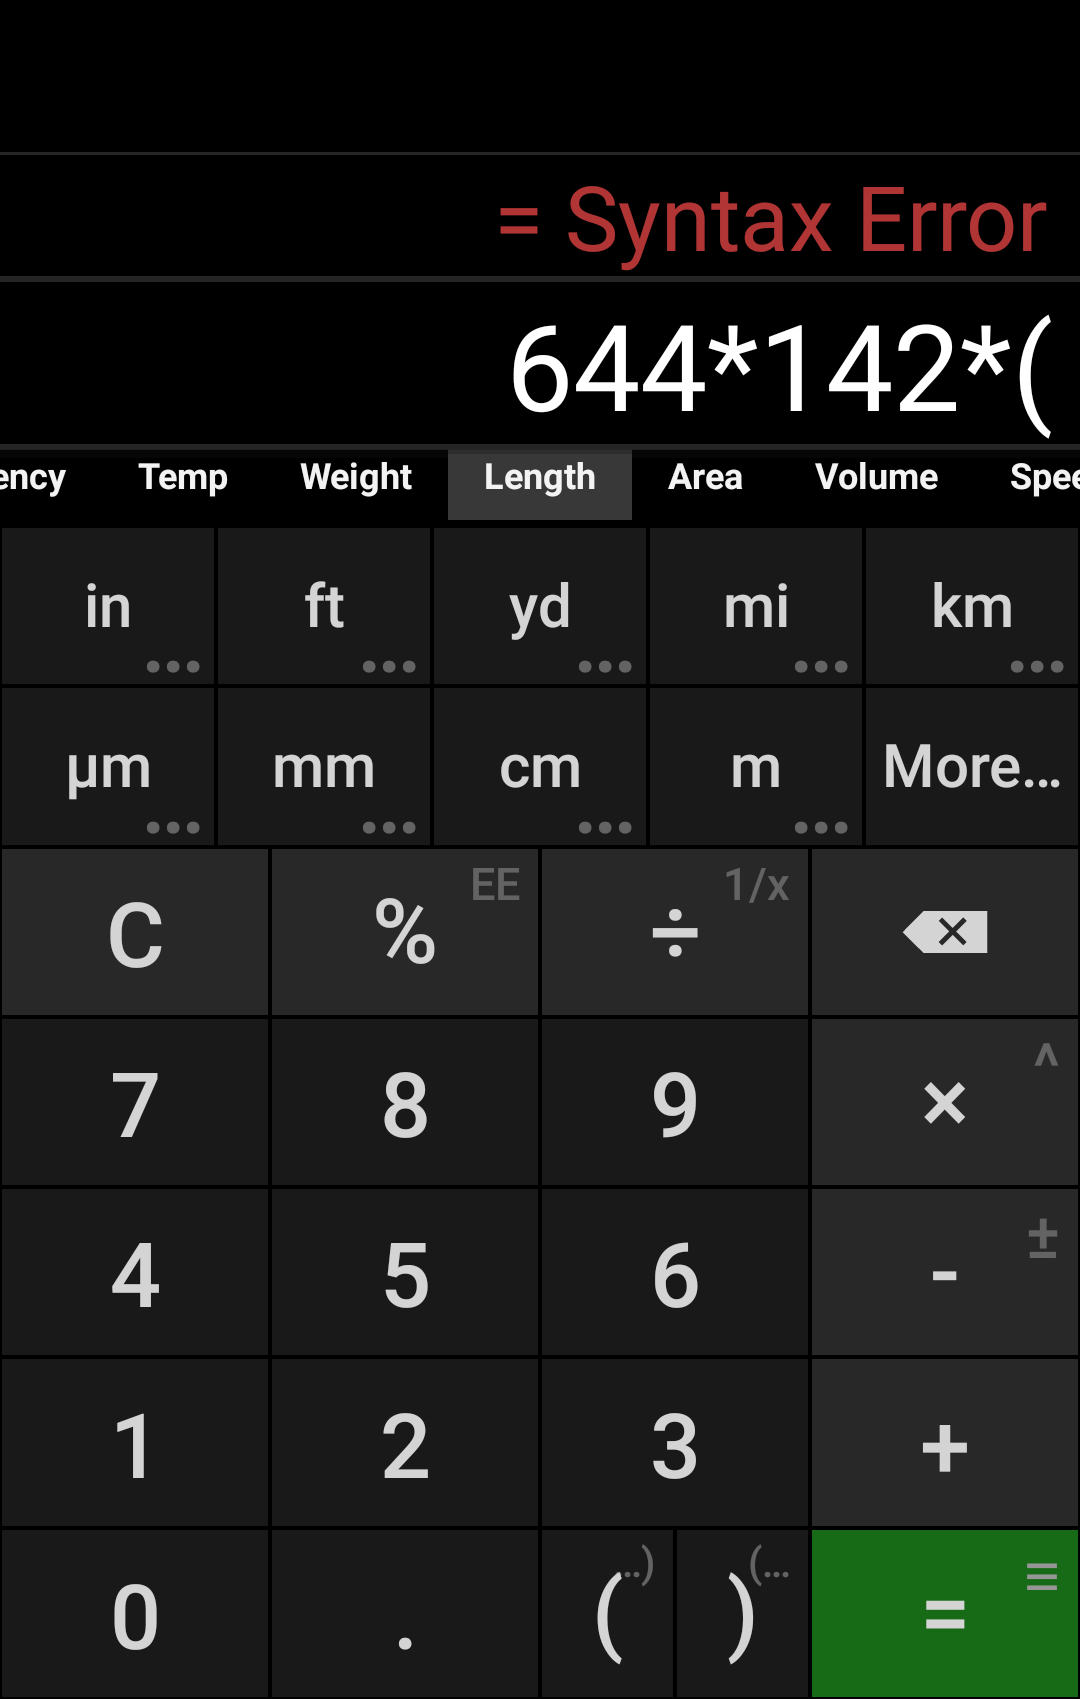 = Syntax Error
644*142*(
ency Temp Weight Length Area Volume Spee
in ft yd mi km
... ... ... ... ...
µm mm cm m More...
... ... ... ...
C % EE ÷ 1/x
7 8 9 × ^
4 5 6 - ±
1 2 3 +
0 . ( ..) ) (... = ≡